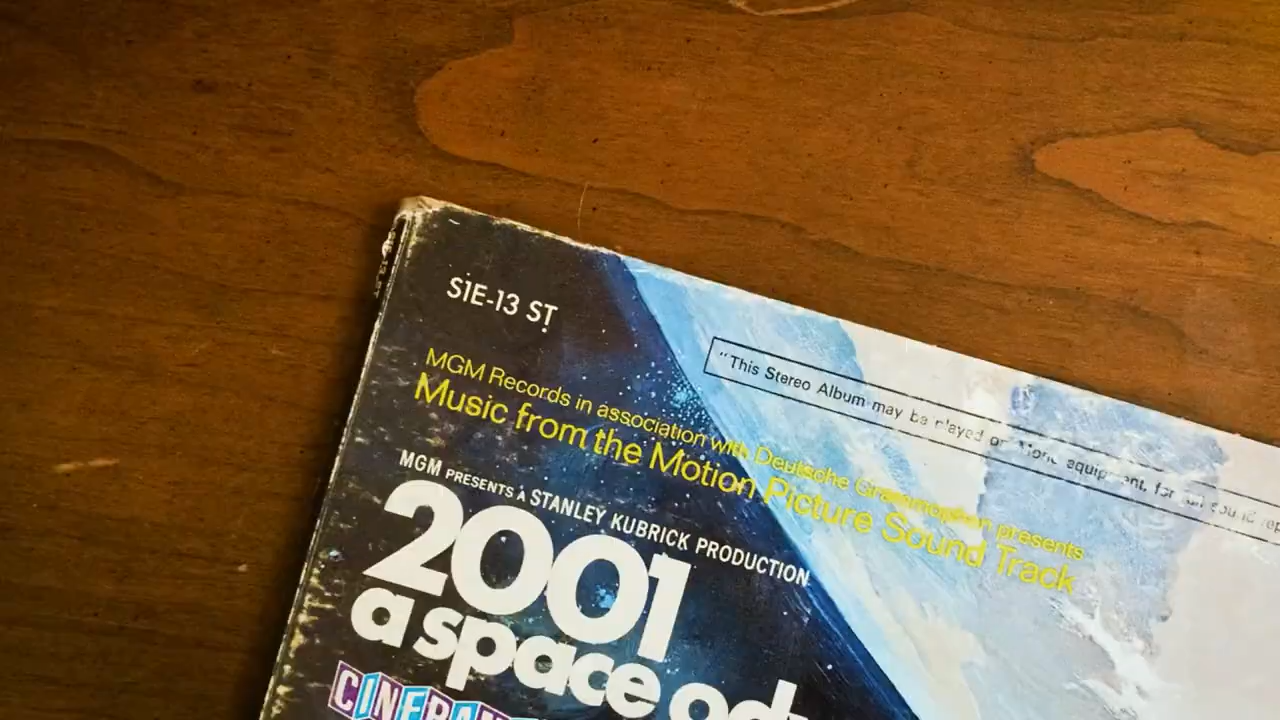 S1E-13 ST
"This Stereo Album may be played on Mono equipment, for
MGM Records in association with Deutsche Grammophon presents
Music from the Motion Picture Sound Track
MGM PRESENTS A STANLEY KUBRICK PRODUCTION
2001
a space